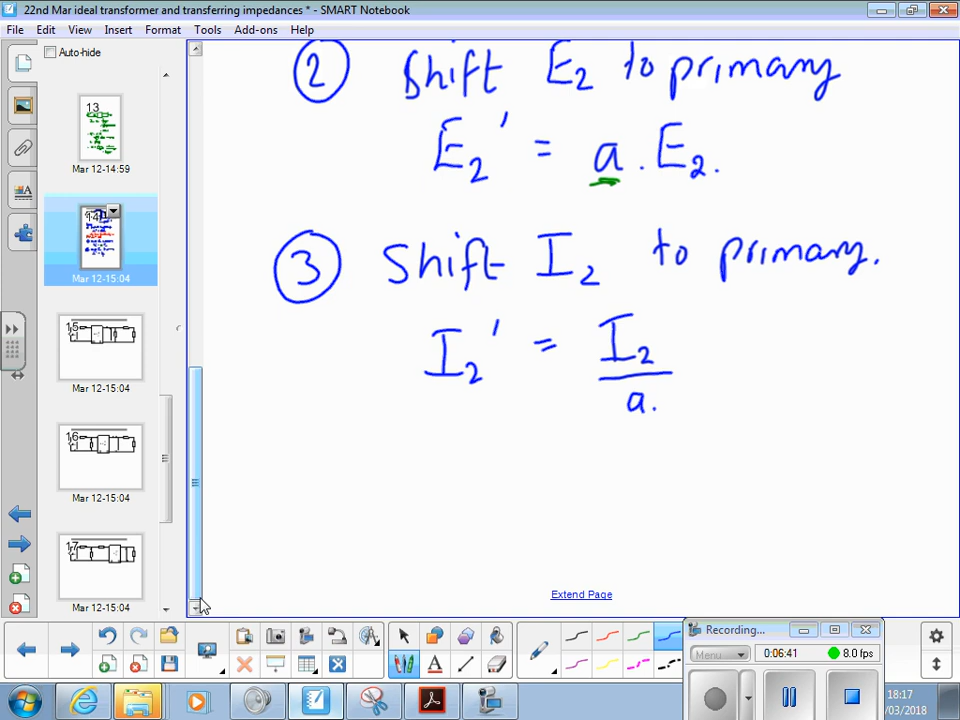 22nd Mar ideal transformer and transferring impedances * - SMART Notebook
File Edit View Insert Format Tools Add-ons Help
Auto-hide
13
Mar 12-14:59
14
Mar 12-15:04
15
Mar 12-15:04
16
Mar 12-15:04
17
Mar 12-15:04
② Shift E2 to primary
E2' = a . E2.
③ Shift I2 to primary.
I2' = I2
a.
Extend Page
Recording...
Menu
0:06:41
8.0 fps
18:17
/03/2018